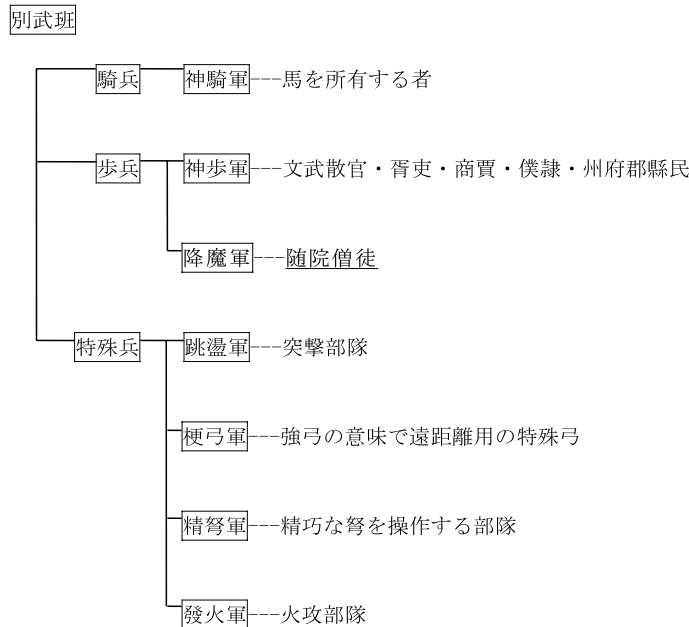 別武班
騎兵 神騎軍---馬を所有する者
歩兵 神歩軍---文武散官・胥吏・商賈・僕隷・州府郡縣民
降魔軍---随院僧徒
特殊兵 跳盪軍---突撃部隊
梗弓軍---強弓の意味で遠距離用の特殊弓
精弩軍---精巧な弩を操作する部隊
發火軍---火攻部隊